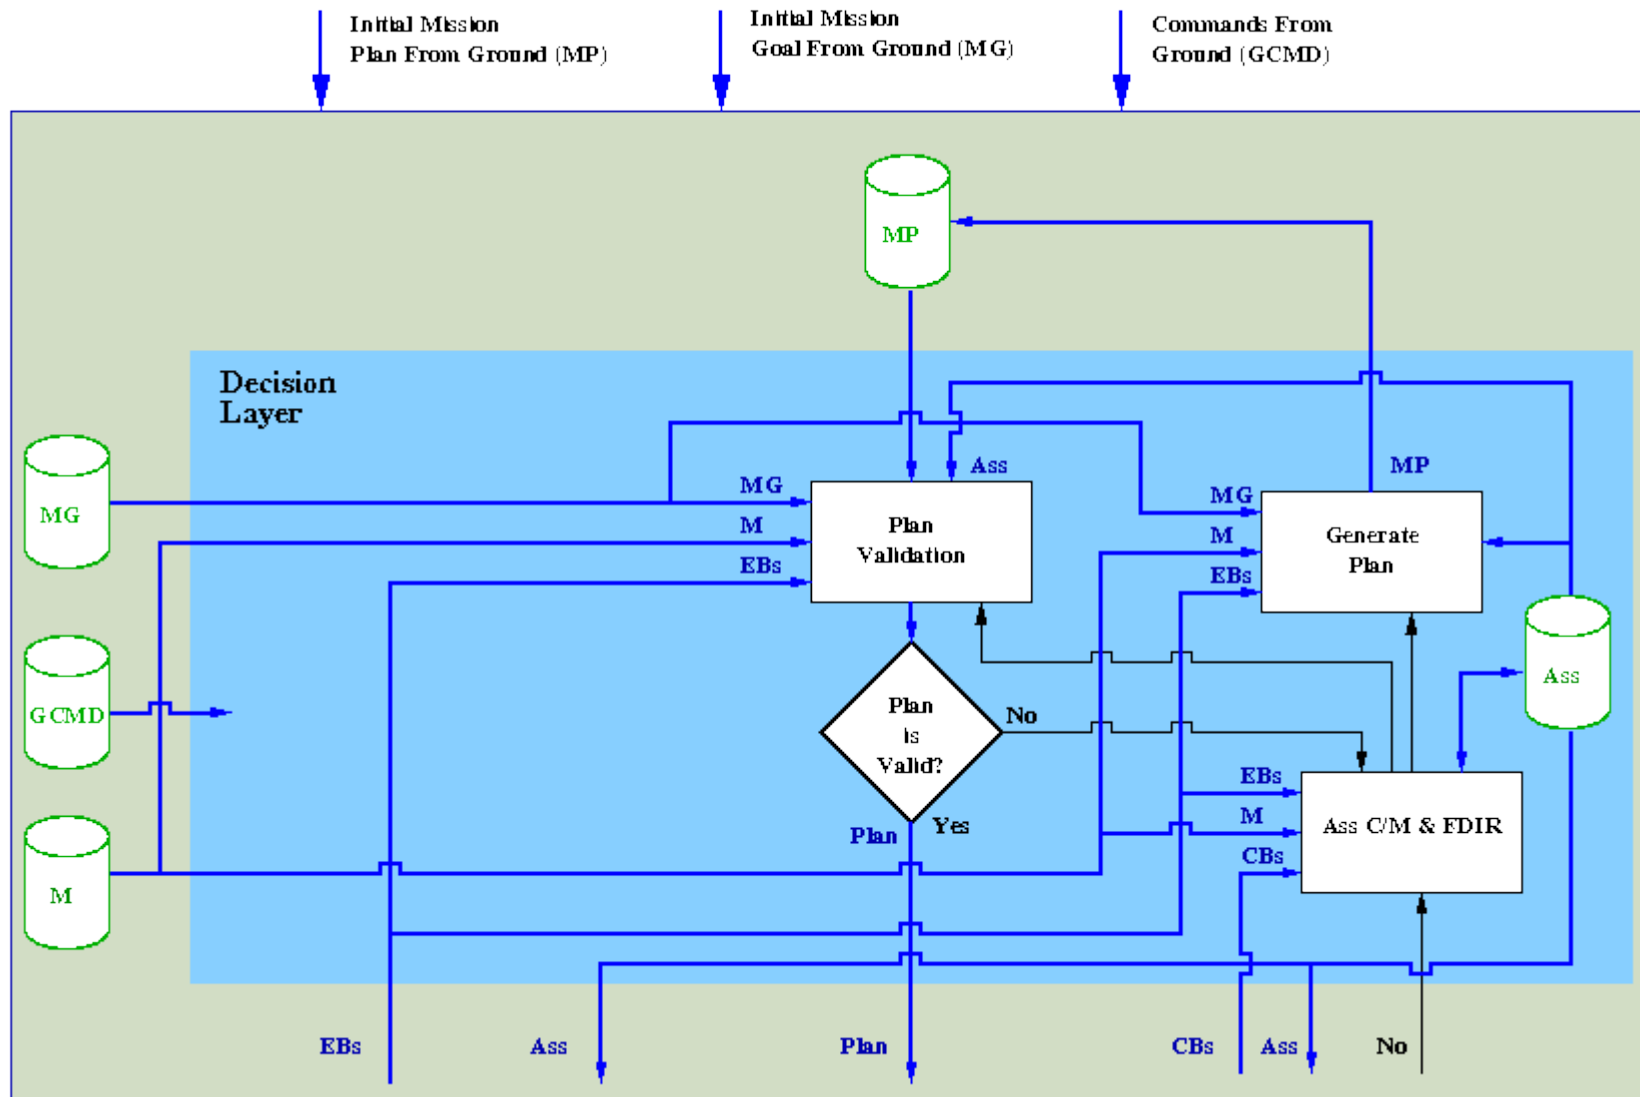 Initial Mission
Plan From Ground (MP)
Initial Mission
Goal From Ground (MG)
Commands From
Ground (GCMD)
MP
Decision
Layer
Ass
MP
MG
MG
MG
Plan
Validation
M
M
EBs
EBs
Generate
Plan
GCMD
Plan
is
Valid?
No
Ass
EBs
M
CBs
Ass C/M & FDIR
Plan
Yes
M
EBs
Ass
Plan
CBs
Ass
No